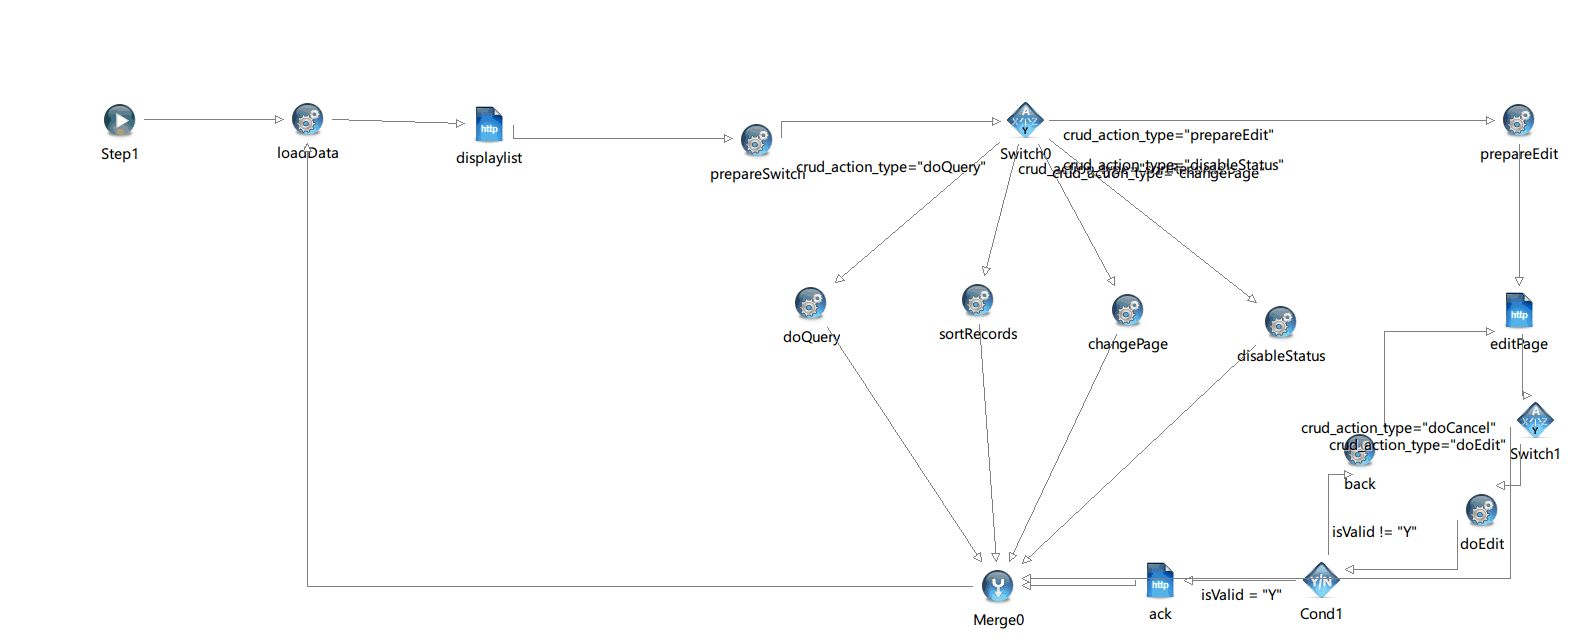 Step1
loadData
http
displaylist
prepareSwitch
A
Y
Switch0
crud_action_type="prepareEdit"
prepareEdit
crud_action_type="doQuery"
crud_action_type="disableStatus"
crud_action_type="changePage"
doQuery
sortRecords
changePage
disableStatus
http
editPage
A
Y
Switch1
crud_action_type="doCancel"
crud_action_type="doEdit"
back
doEdit
isValid != "Y"
Merge0
http
ack
isValid = "Y"
Y/N
Cond1